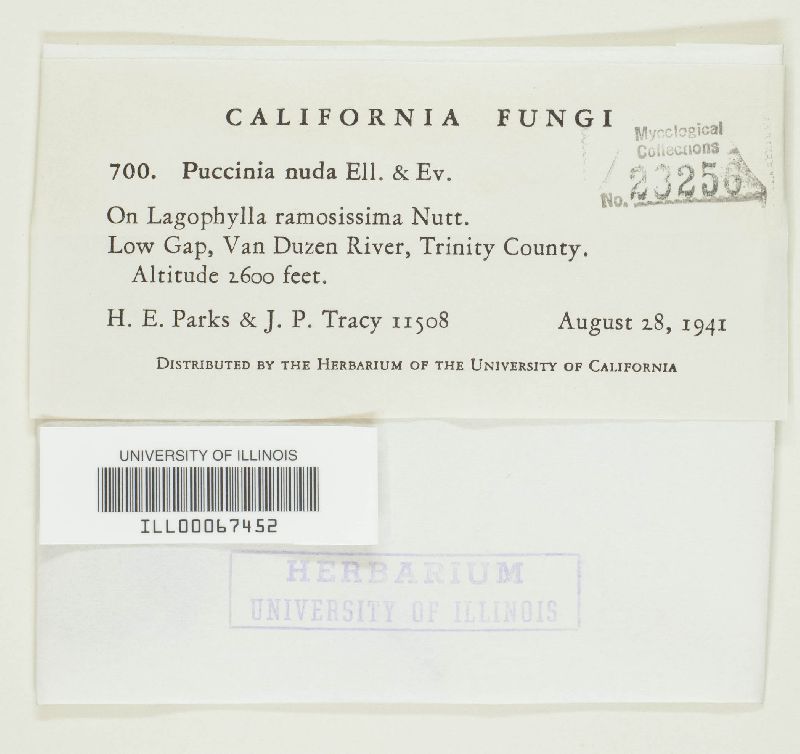 CALIFORNIA FUNGI
Mycological
Collections
No. 23256
700. Puccinia nuda Ell. & Ev.
On Lagophylla ramosissima Nutt.
Low Gap, Van Duzen River, Trinity County.
Altitude 2600 feet.
H. E. Parks & J. P. Tracy 11508 August 28, 1941
DISTRIBUTED BY THE HERBARIUM OF THE UNIVERSITY OF CALIFORNIA
UNIVERSITY OF ILLINOIS
ILL00067452
HERBARIUM
UNIVERSITY OF ILLINOIS